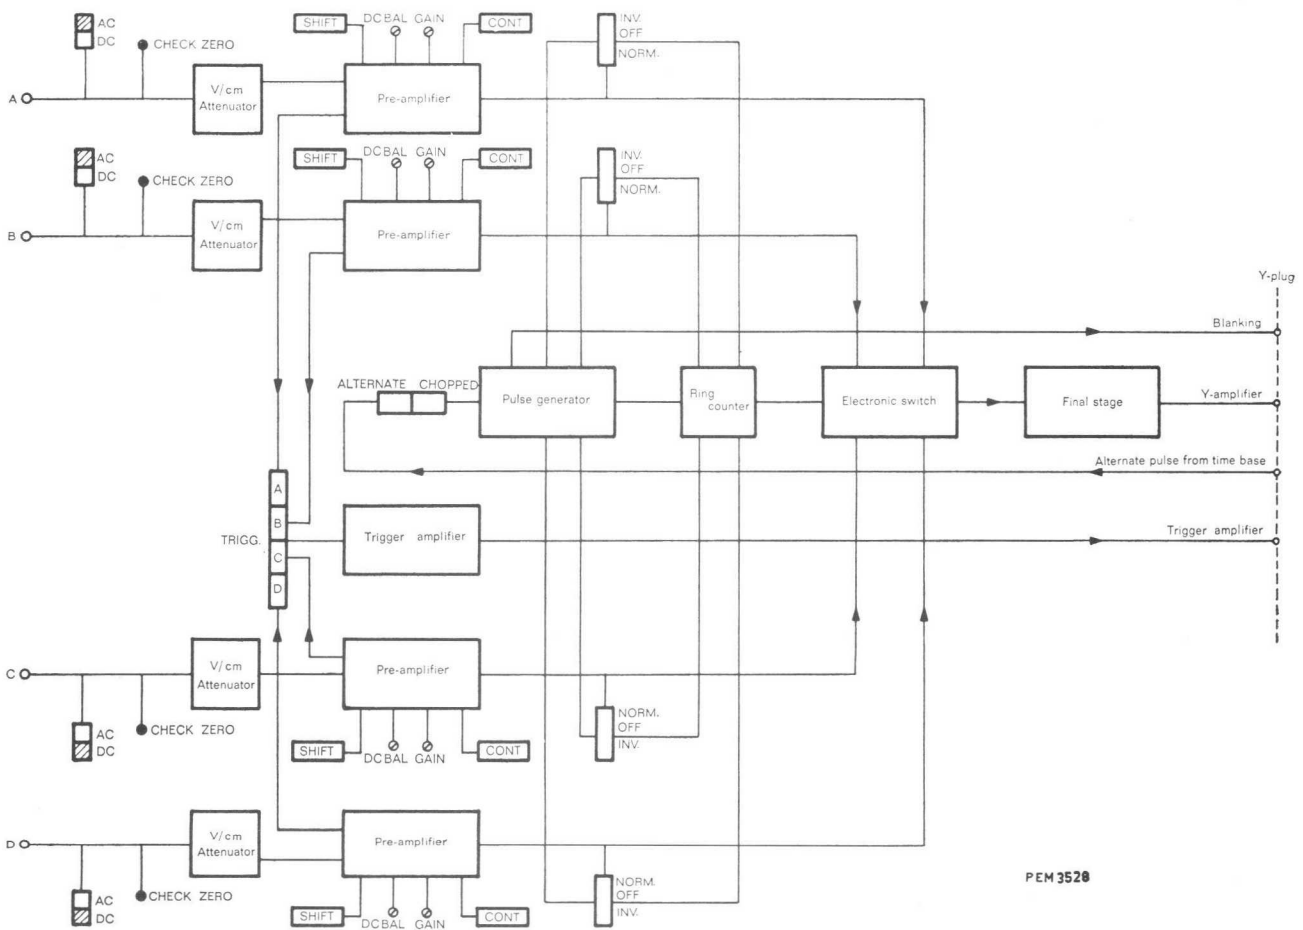 AC
DC
CHECK ZERO
A
V/cm
Attenuator
SHIFT
DC BAL GAIN
CONT
Pre-amplifier
INV.
OFF
NORM.
AC
DC
CHECK ZERO
B
V/cm
Attenuator
SHIFT
DC BAL GAIN
CONT
Pre-amplifier
INV.
OFF
NORM.
Y-plug
Blanking
ALTERNATE CHOPPED
Pulse generator
Ring
counter
Electronic switch
Final stage
Y-amplifier
Alternate pulse from time base
TRIGG.
A
B
C
D
Trigger amplifier
Trigger amplifier
C
V/cm
Attenuator
Pre-amplifier
AC
DC
CHECK ZERO
SHIFT
DC BAL GAIN
CONT
NORM.
OFF
INV.
D
V/cm
Attenuator
Pre-amplifier
AC
DC
CHECK ZERO
SHIFT
DC BAL GAIN
CONT
NORM.
OFF
INV.
PEM 3528